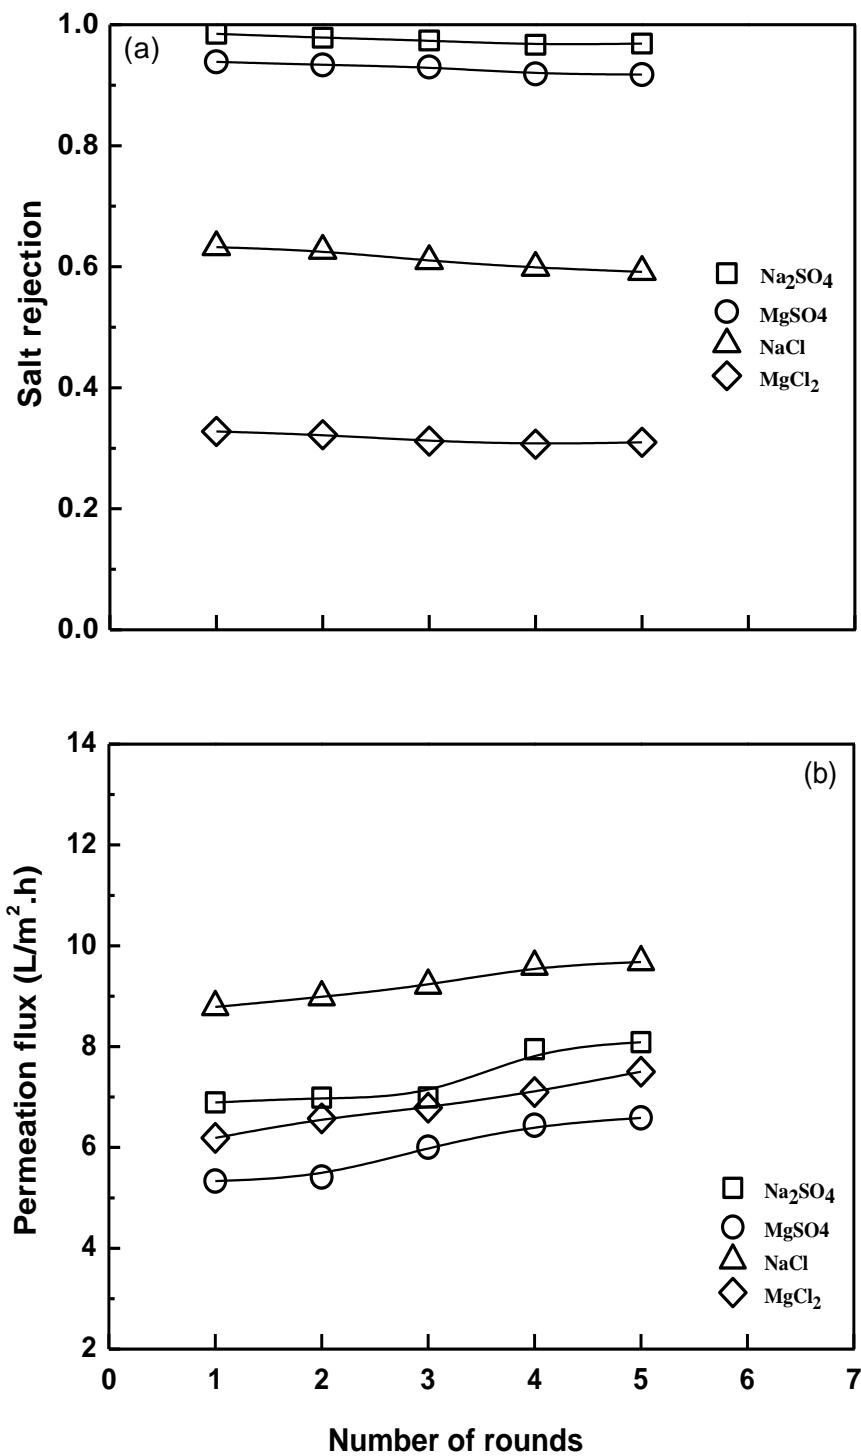 (a)
1.0
0.8
0.6
0.4
0.2
0.0
Salt rejection
Na₂SO₄
MgSO4
NaCl
MgCl₂
(b)
14
12
10
8
6
4
2
Permeation flux (L/m².h)
Na₂SO₄
MgSO4
NaCl
MgCl₂
0 1 2 3 4 5 6 7
Number of rounds